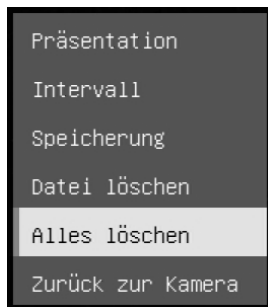 Präsentation
Intervall
Speicherung
Datei löschen
Alles löschen
Zurück zur Kamera